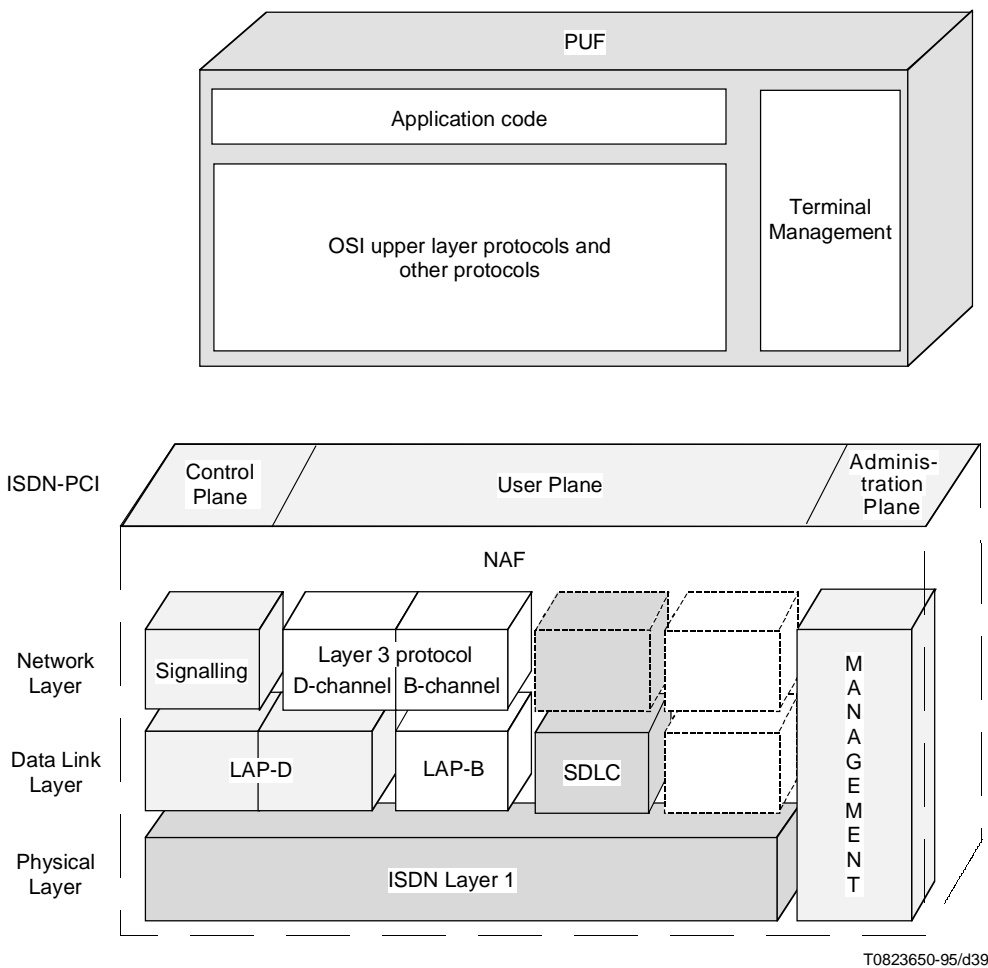 PUF
Application code
OSI upper layer protocols and
other protocols
Terminal
Management
ISDN-PCI
Control
Plane
User Plane
Adminis-
tration
Plane
NAF
Network
Layer
Signalling
Layer 3 protocol
D-channel B-channel
Data Link
Layer
LAP-D
LAP-B
SDLC
Physical
Layer
ISDN Layer 1
M
A
N
A
G
E
M
E
N
T
T0823650-95/d39